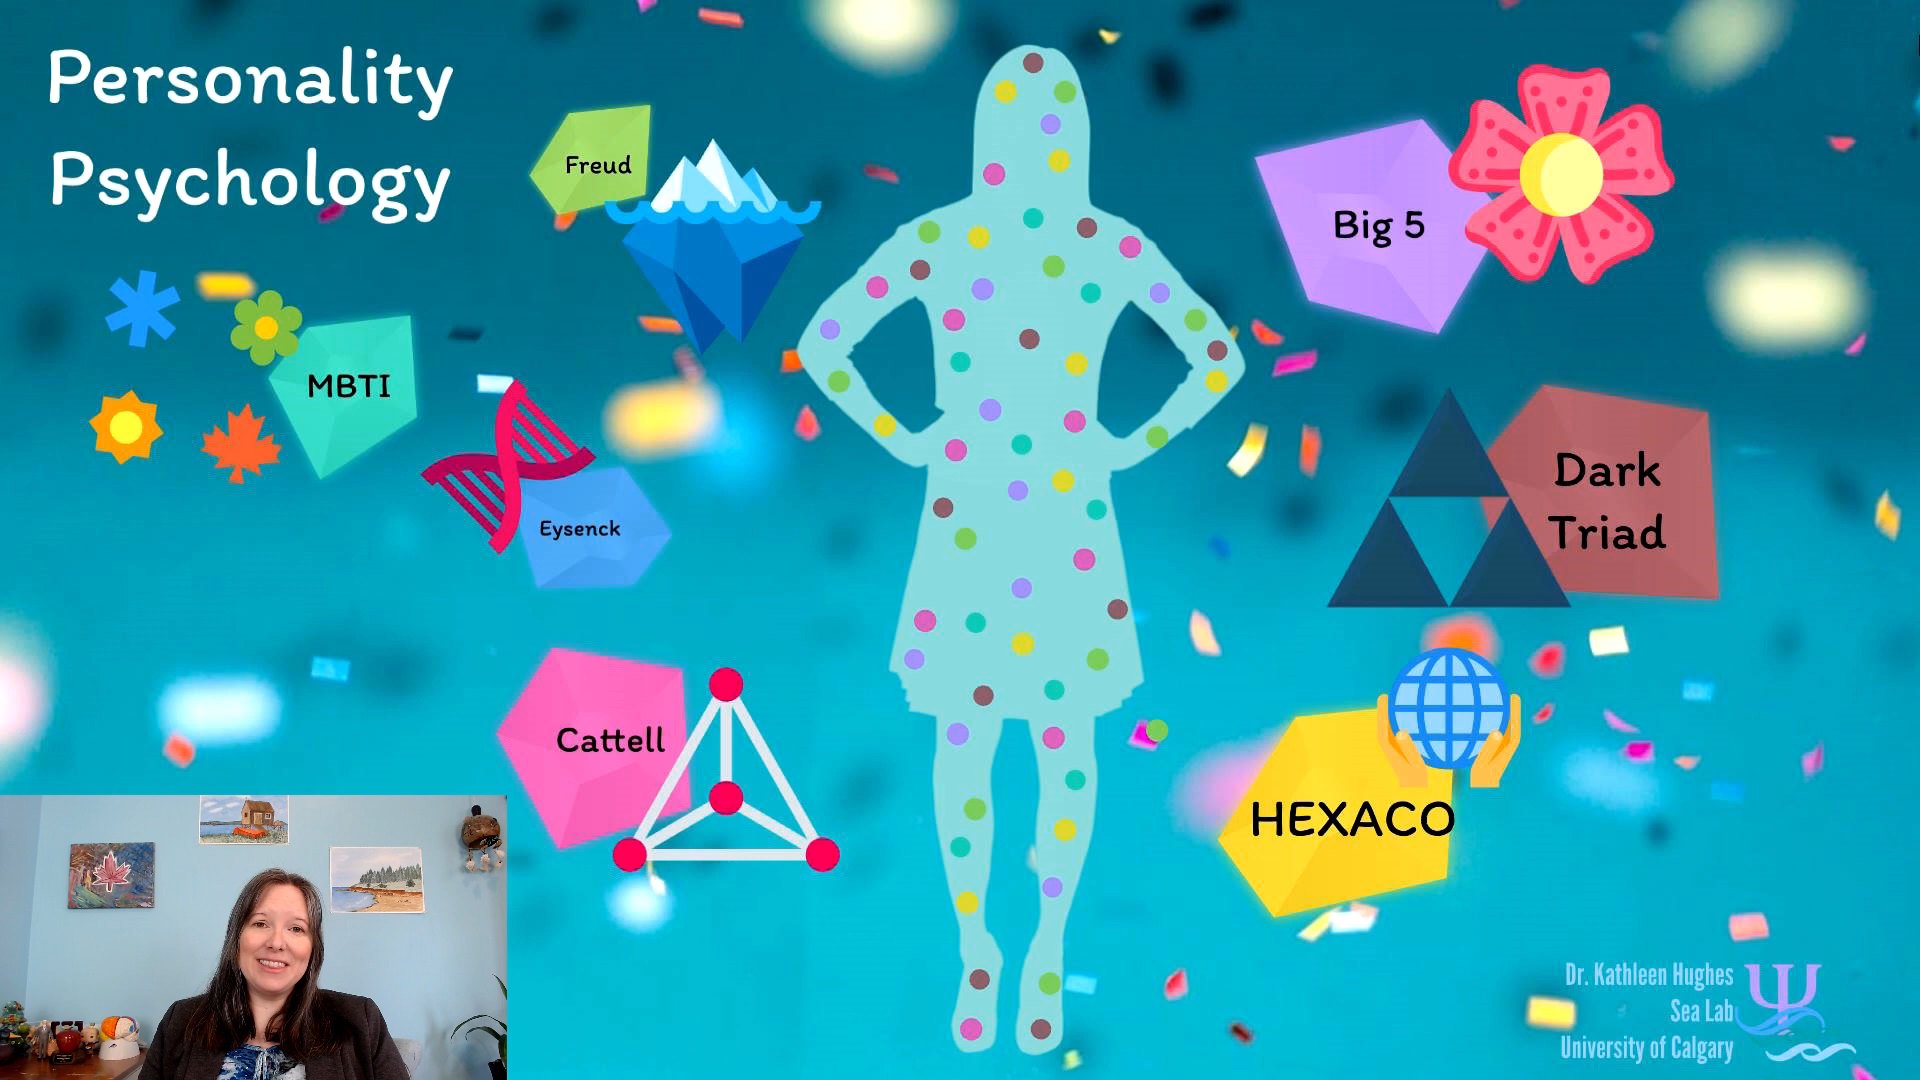 Personality
Psychology
Freud
MBTI
Eysenck
Cattell
Big 5
Dark
Triad
HEXACO
Dr. Kathleen Hughes
Sea Lab
University of Calgary